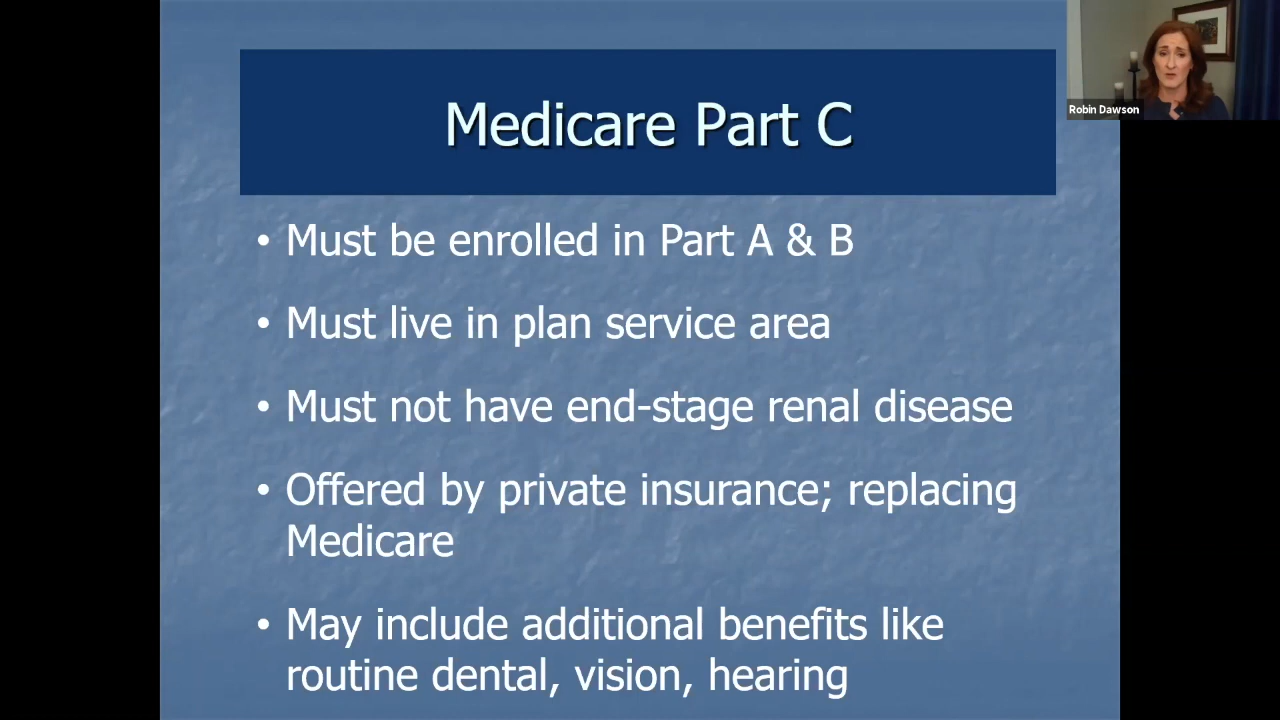 Medicare Part C
Robin Dawson
• Must be enrolled in Part A & B
• Must live in plan service area
• Must not have end-stage renal disease
• Offered by private insurance; replacing
Medicare
• May include additional benefits like
routine dental, vision, hearing